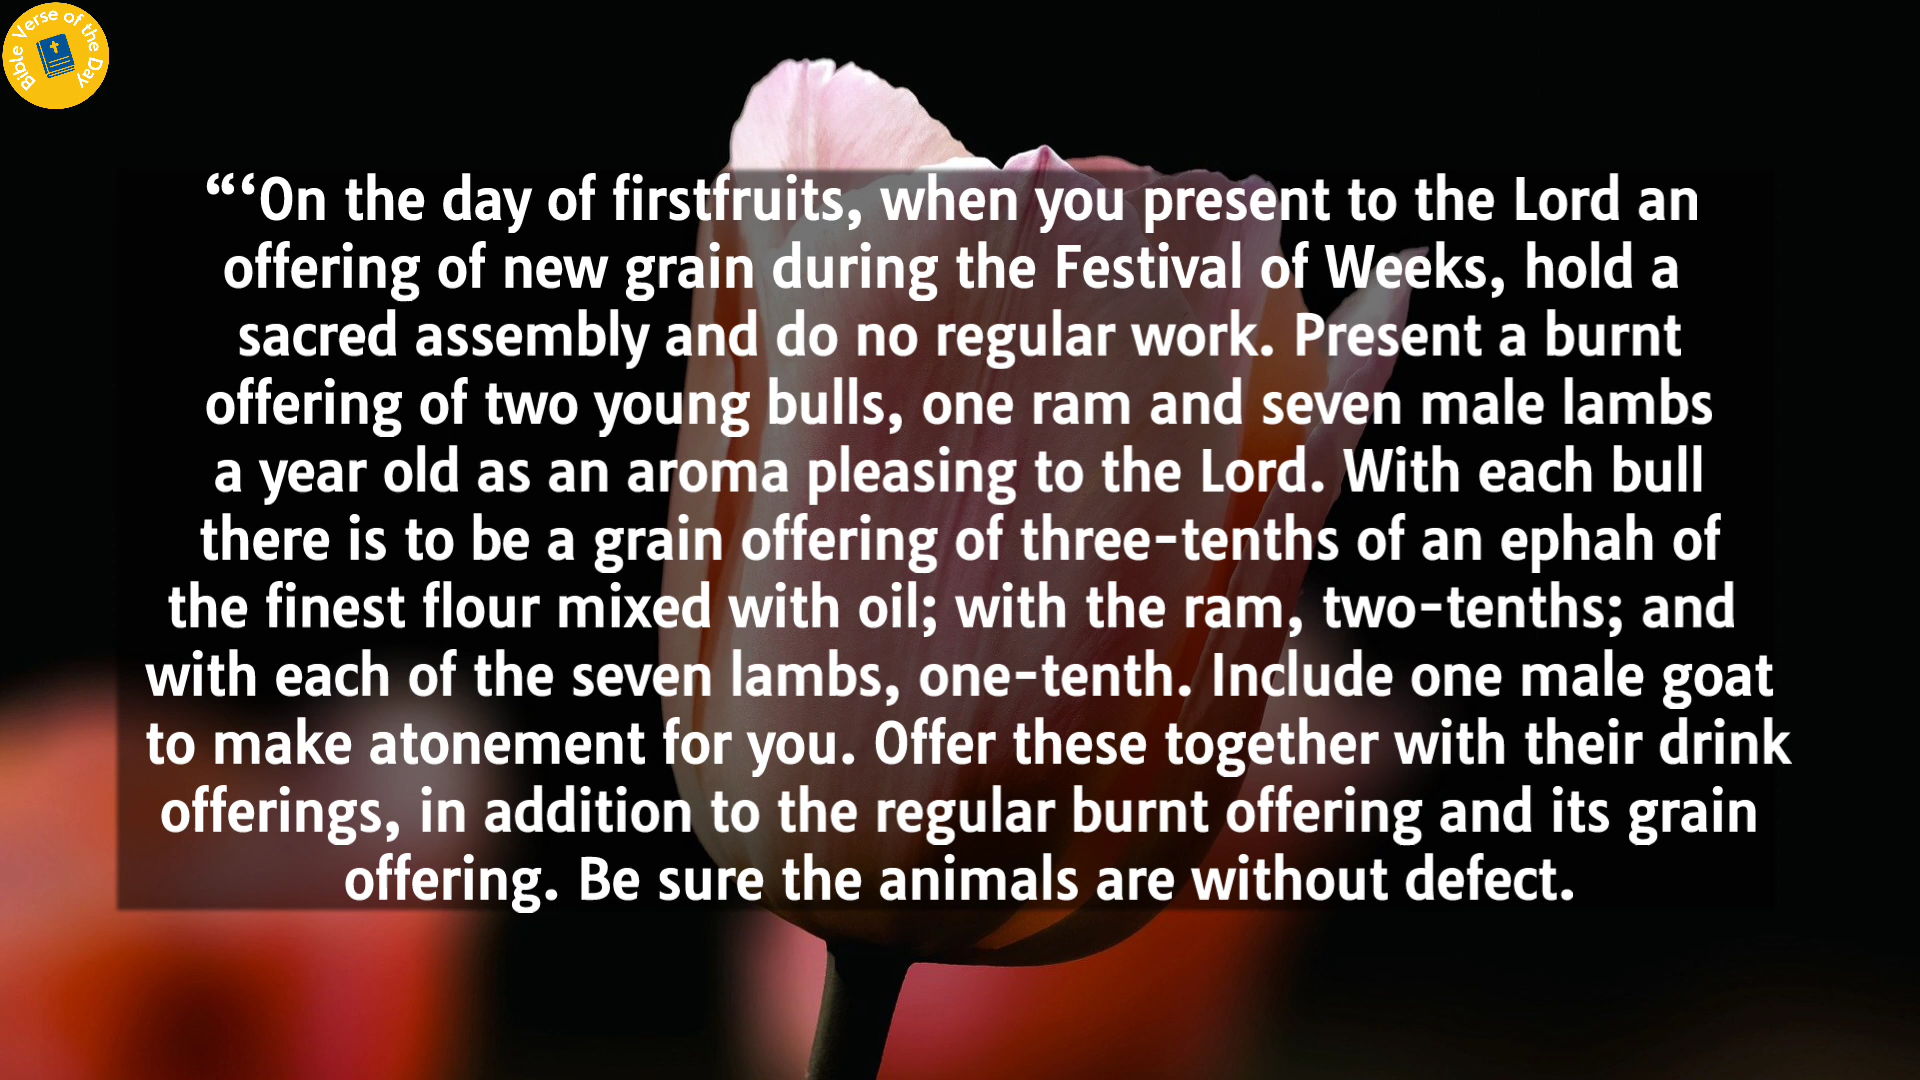 Bible Verse of the Day
“‘On the day of firstfruits, when you present to the Lord an
offering of new grain during the Festival of Weeks, hold a
sacred assembly and do no regular work. Present a burnt
offering of two young bulls, one ram and seven male lambs
a year old as an aroma pleasing to the Lord. With each bull
there is to be a grain offering of three-tenths of an ephah of
the finest flour mixed with oil; with the ram, two-tenths; and
with each of the seven lambs, one-tenth. Include one male goat
to make atonement for you. Offer these together with their drink
offerings, in addition to the regular burnt offering and its grain
offering. Be sure the animals are without defect.